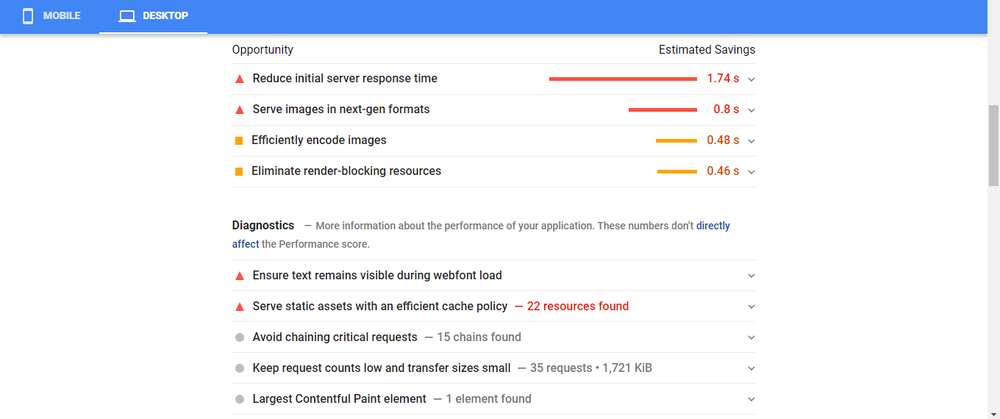 MOBILE DESKTOP
Opportunity Estimated Savings
Reduce initial server response time 1.74 s
Serve images in next-gen formats 0.8 s
Efficiently encode images 0.48 s
Eliminate render-blocking resources 0.46 s
Diagnostics — More information about the performance of your application. These numbers don't directly
affect the Performance score.
Ensure text remains visible during webfont load
Serve static assets with an efficient cache policy — 22 resources found
Avoid chaining critical requests — 15 chains found
Keep request counts low and transfer sizes small — 35 requests • 1,721 KiB
Largest Contentful Paint element — 1 element found